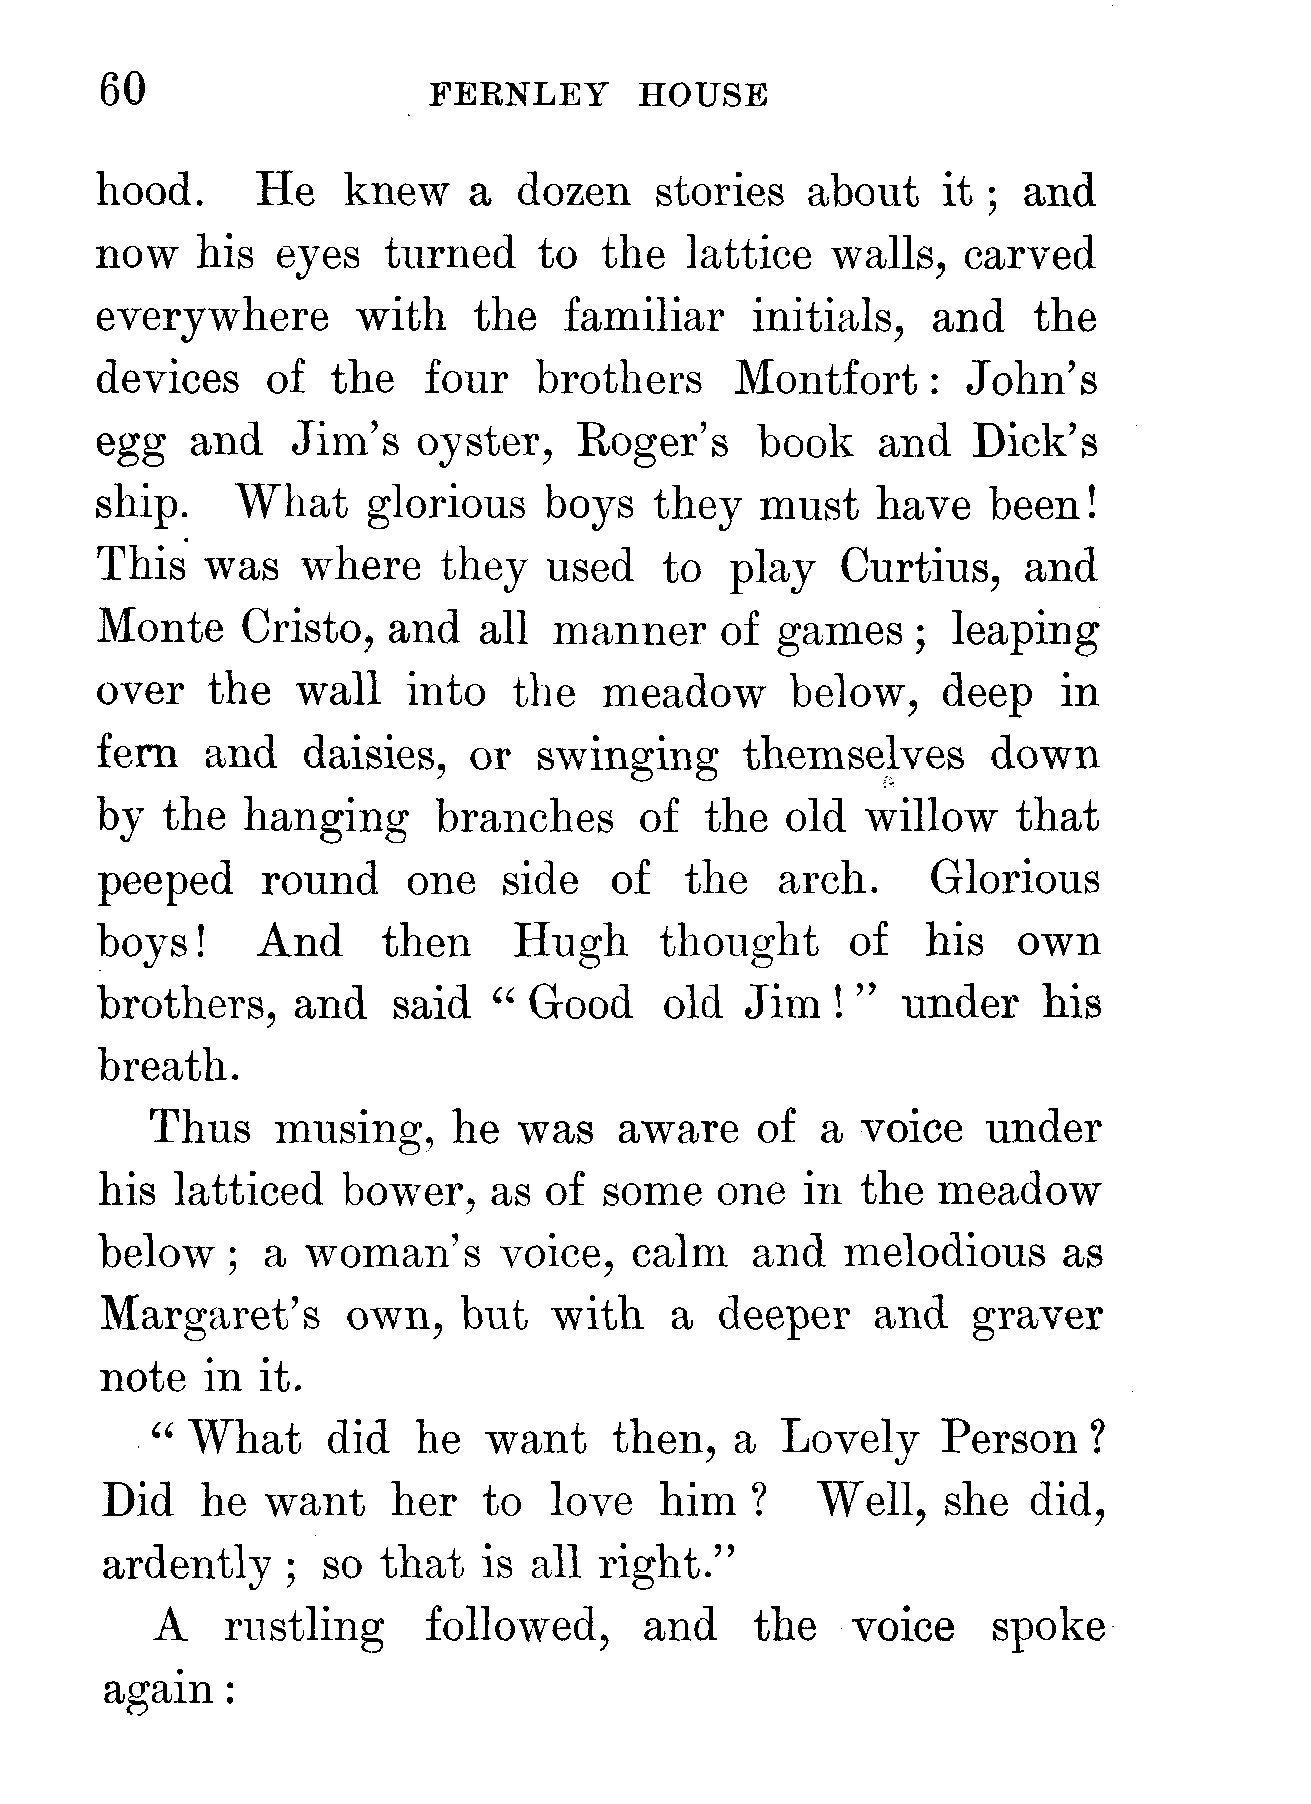 60 FERNLEY HOUSE
hood. He knew a dozen stories about it ; and
now his eyes turned to the lattice walls, carved
everywhere with the familiar initials, and the
devices of the four brothers Montfort : John's
egg and Jim's oyster, Roger's book and Dick's
ship. What glorious boys they must have been!
This was where they used to play Curtius, and
Monte Cristo, and all manner of games ; leaping
over the wall into the meadow below, deep in
fern and daisies, or swinging themselves down
by the hanging branches of the old willow that
peeped round one side of the arch. Glorious
boys! And then Hugh thought of his own
brothers, and said “ Good old Jim ! ” under his
breath.
Thus musing, he was aware of a voice under
his latticed bower, as of some one in the meadow
below ; a woman's voice, calm and melodious as
Margaret's own, but with a deeper and graver
note in it.
“ What did he want then, a Lovely Person ?
Did he want her to love him ? Well, she did,
ardently ; so that is all right.”
A rustling followed, and the voice spoke
again :